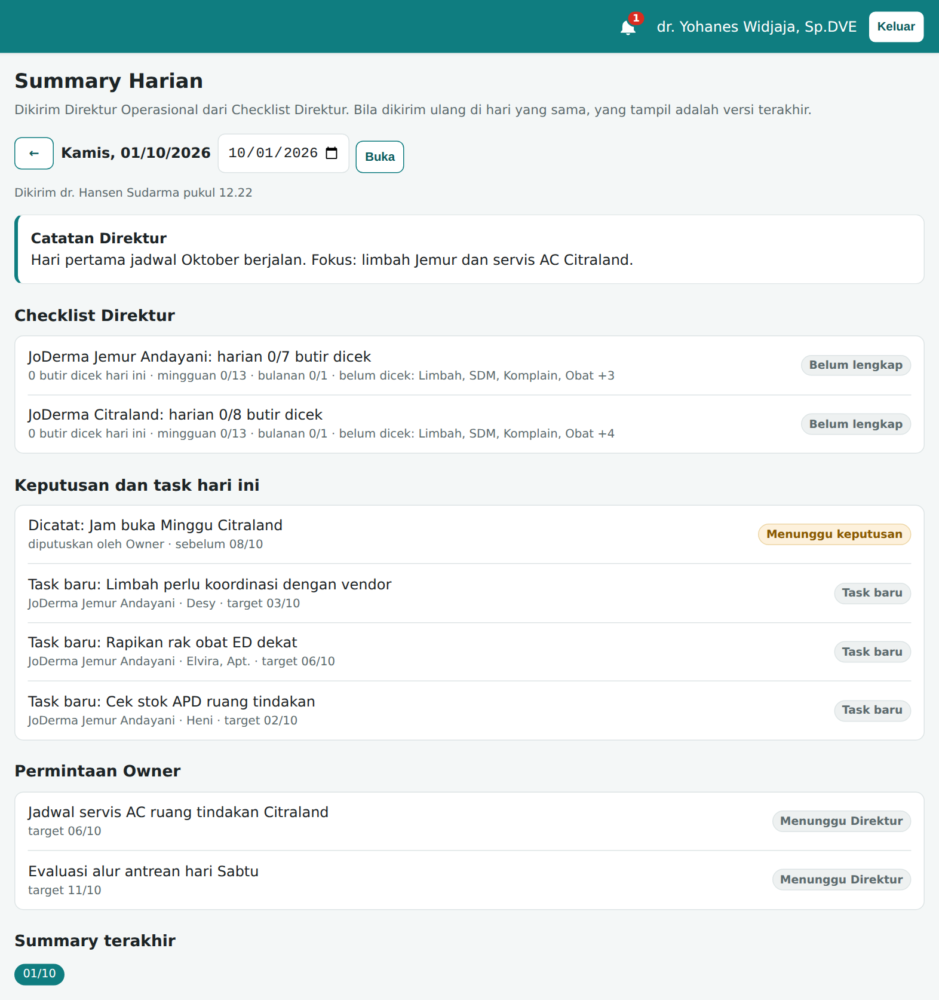 1
dr. Yohanes Widjaja, Sp.DVE
Keluar
Summary Harian
Dikirim Direktur Operasional dari Checklist Direktur. Bila dikirim ulang di hari yang sama, yang tampil adalah versi terakhir.
← Kamis, 01/10/2026 10/01/2026 Buka
Dikirim dr. Hansen Sudarma pukul 12.22
Catatan Direktur
Hari pertama jadwal Oktober berjalan. Fokus: limbah Jemur dan servis AC Citraland.
Checklist Direktur
JoDerma Jemur Andayani: harian 0/7 butir dicek
0 butir dicek hari ini · mingguan 0/13 · bulanan 0/1 · belum dicek: Limbah, SDM, Komplain, Obat +3
Belum lengkap
JoDerma Citraland: harian 0/8 butir dicek
0 butir dicek hari ini · mingguan 0/13 · bulanan 0/1 · belum dicek: Limbah, SDM, Komplain, Obat +4
Belum lengkap
Keputusan dan task hari ini
Dicatat: Jam buka Minggu Citraland
diputuskan oleh Owner · sebelum 08/10
Menunggu keputusan
Task baru: Limbah perlu koordinasi dengan vendor
JoDerma Jemur Andayani · Desy · target 03/10
Task baru
Task baru: Rapikan rak obat ED dekat
JoDerma Jemur Andayani · Elvira, Apt. · target 06/10
Task baru
Task baru: Cek stok APD ruang tindakan
JoDerma Jemur Andayani · Heni · target 02/10
Task baru
Permintaan Owner
Jadwal servis AC ruang tindakan Citraland
target 06/10
Menunggu Direktur
Evaluasi alur antrean hari Sabtu
target 11/10
Menunggu Direktur
Summary terakhir
01/10